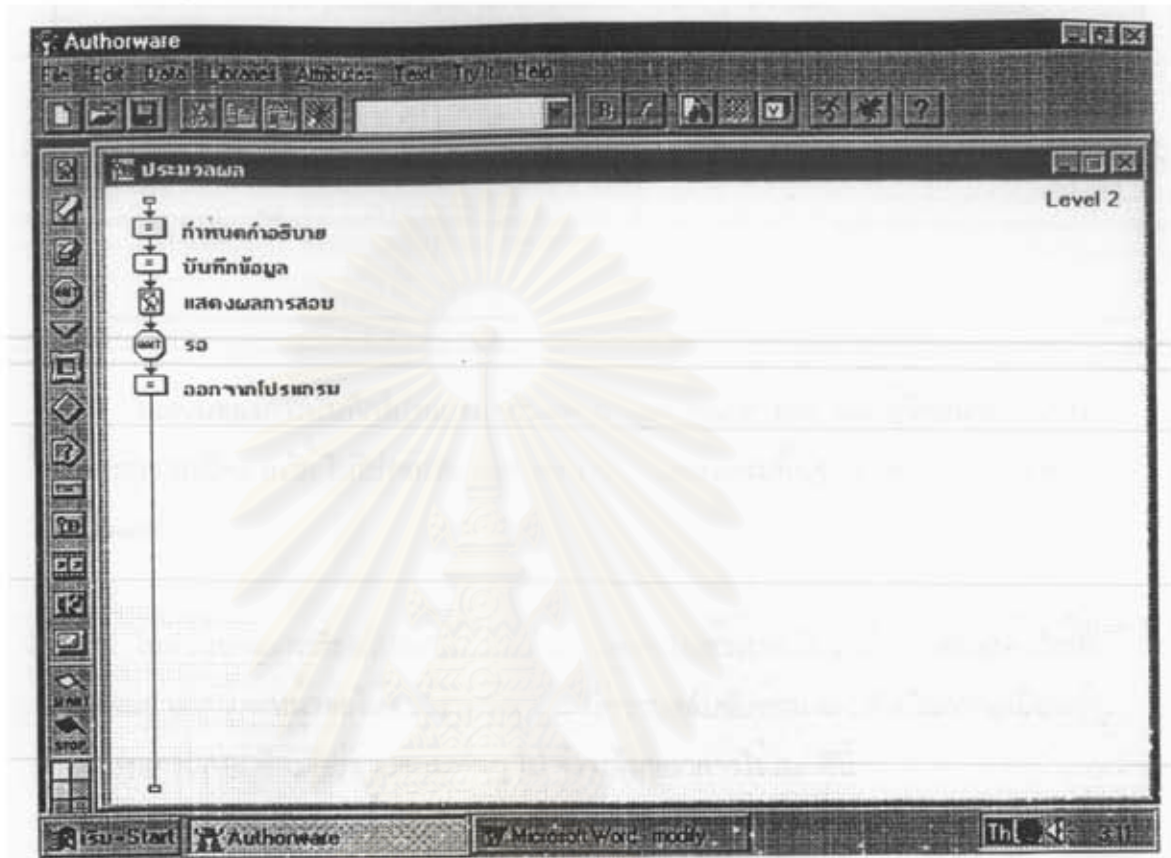 Authorware
File Edit Data Libraries Attributes Text Try It Help
ประมวลผล
Level 2
กำหนดคำอธิบาย
บันทึกข้อมูล
แสดงผลการสอบ
WAIT รอ
ออกจากโปรแกรม
START
STOP
เริ่ม-Start Authorware Microsoft Word - modify Th 3:11